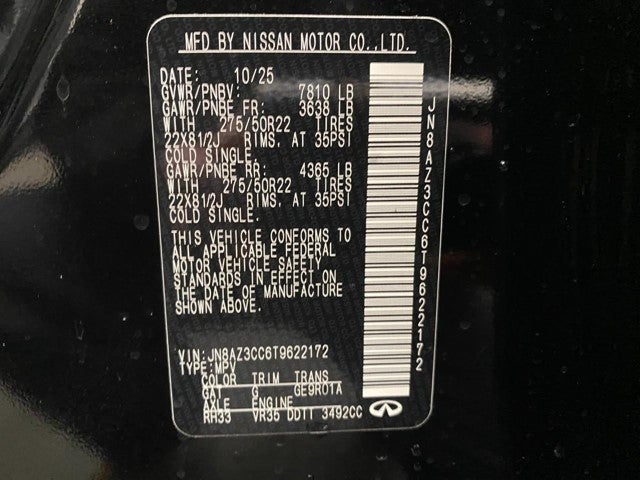 MFD BY NISSAN MOTOR CO.,LTD.
DATE: 10/25
GVWR/PNBV: 7810 LB
GAWR/PNBE FR: 3638 LB
WITH 275/50R22 TIRES
22X81/2J RIMS. AT 35PSI
COLD SINGLE.
GAWR/PNBE RR: 4365 LB
WITH 275/50R22 TIRES
22X81/2J RIMS. AT 35PSI
COLD SINGLE.
THIS VEHICLE CONFORMS TO
ALL APPLICABLE FEDERAL
MOTOR VEHICLE SAFETY
STANDARDS IN EFFECT ON
THE DATE OF MANUFACTURE
SHOWN ABOVE.
VIN:JN8AZ3CC6T9622172
TYPE:MPV
COLOR TRIM TRANS
GAT G GE9R01A
AXLE ENGINE
RH33 VR35 DDTT 3492CC
JN8AZ3CC6T9622172